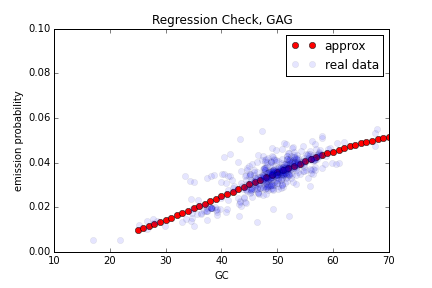 Regression Check, GAG
0.10
approx
real data
0.08
0.06
0.04
0.02
0.00
emission probability
10 20 30 40 50 60 70
GC